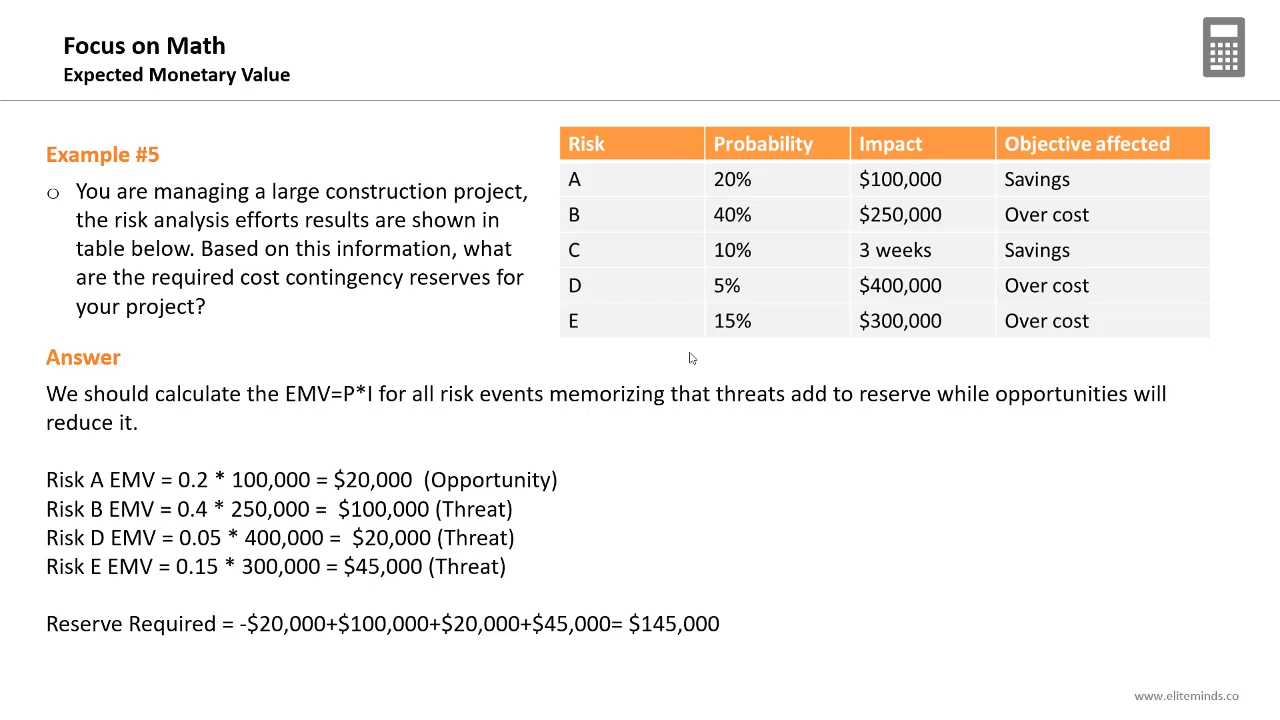 Focus on Math
Expected Monetary Value
Example #5
o You are managing a large construction project,
the risk analysis efforts results are shown in
table below. Based on this information, what
are the required cost contingency reserves for
your project?
Risk Probability Impact Objective affected
A 20% $100,000 Savings
B 40% $250,000 Over cost
C 10% 3 weeks Savings
D 5% $400,000 Over cost
E 15% $300,000 Over cost
Answer
We should calculate the EMV=P*I for all risk events memorizing that threats add to reserve while opportunities will
reduce it.
Risk A EMV = 0.2 * 100,000 = $20,000 (Opportunity)
Risk B EMV = 0.4 * 250,000 = $100,000 (Threat)
Risk D EMV = 0.05 * 400,000 = $20,000 (Threat)
Risk E EMV = 0.15 * 300,000 = $45,000 (Threat)
Reserve Required = -$20,000+$100,000+$20,000+$45,000= $145,000
www.eliteminds.co